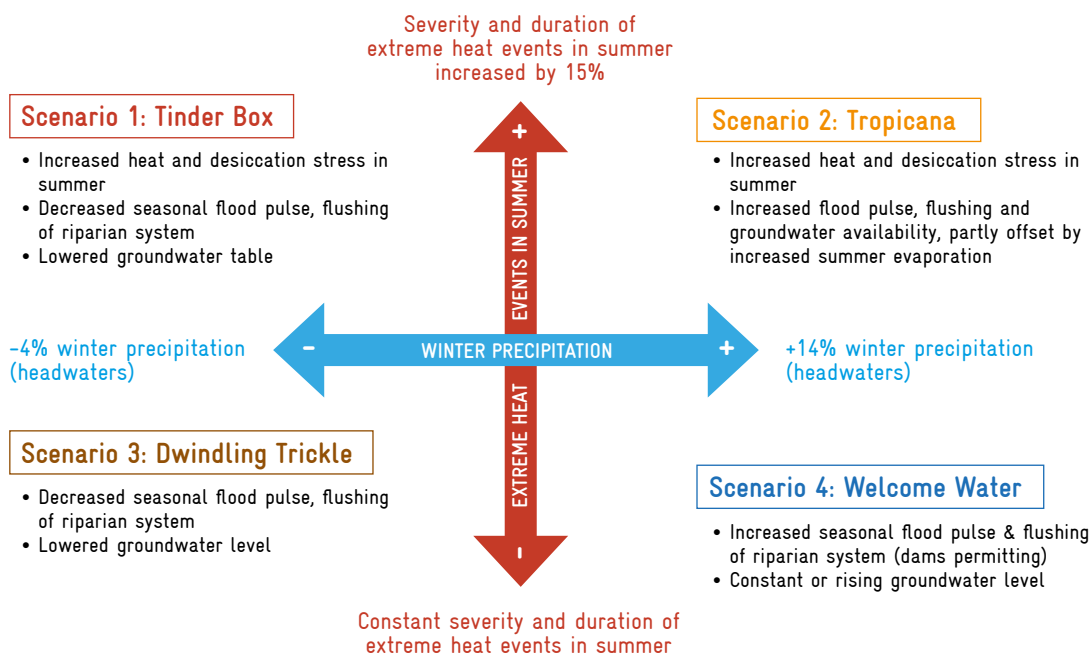 Severity and duration of
extreme heat events in summer
increased by 15%
Scenario 1: Tinder Box
• Increased heat and desiccation stress in
summer
• Decreased seasonal flood pulse, flushing
of riparian system
• Lowered groundwater table
Scenario 2: Tropicana
• Increased heat and desiccation stress in
summer
• Increased flood pulse, flushing and
groundwater availability, partly offset by
increased summer evaporation
+
EXTREME HEAT EVENTS IN SUMMER
-
-4% winter precipitation
(headwaters)
- WINTER PRECIPITATION +
+14% winter precipitation
(headwaters)
Scenario 3: Dwindling Trickle
• Decreased seasonal flood pulse, flushing
of riparian system
• Lowered groundwater level
Scenario 4: Welcome Water
• Increased seasonal flood pulse & flushing
of riparian system (dams permitting)
• Constant or rising groundwater level
Constant severity and duration of
extreme heat events in summer